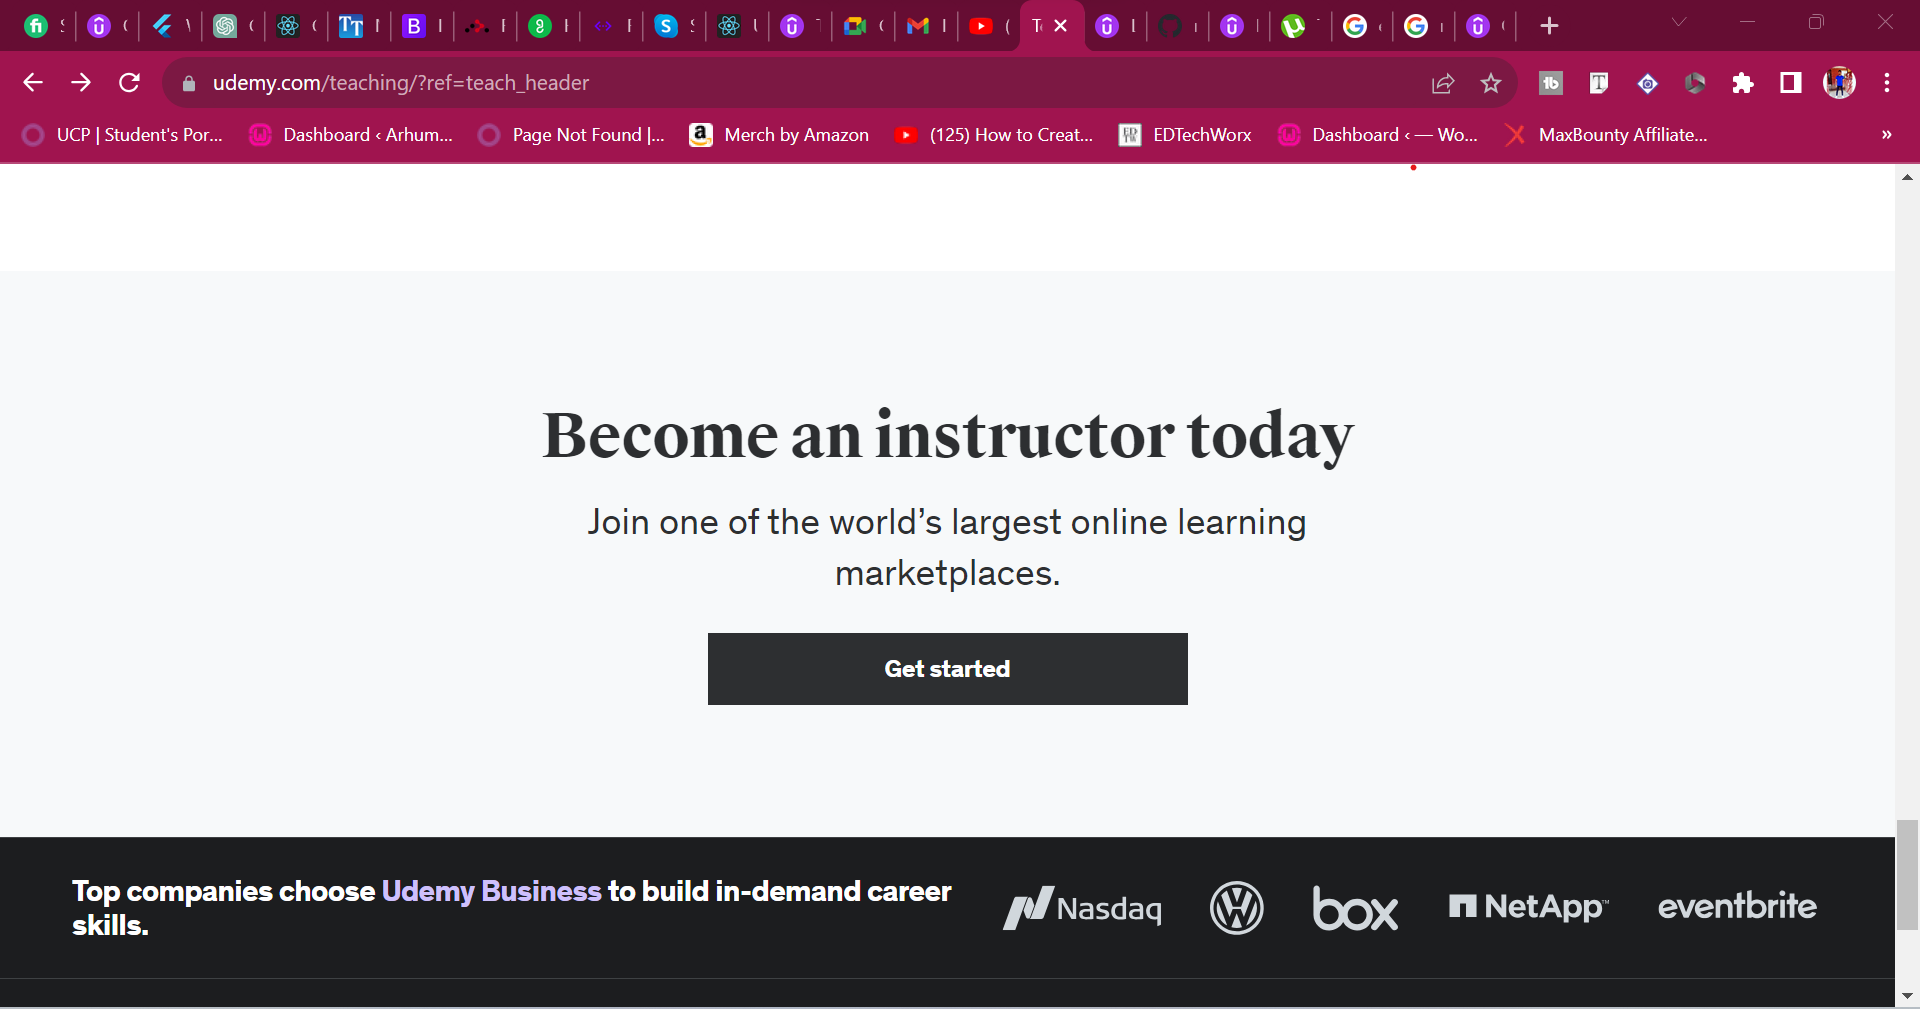 udemy.com/teaching/?ref=teach_header
UCP | Student's Por... Dashboard ‹ Arhum... Page Not Found |... Merch by Amazon (125) How to Creat... EDTechWorx Dashboard ‹ — Wo... MaxBounty Affiliate... »
Become an instructor today
Join one of the world's largest online learning
marketplaces.
Get started
Top companies choose Udemy Business to build in-demand career
skills.
Nasdaq box NetApp™ eventbrite